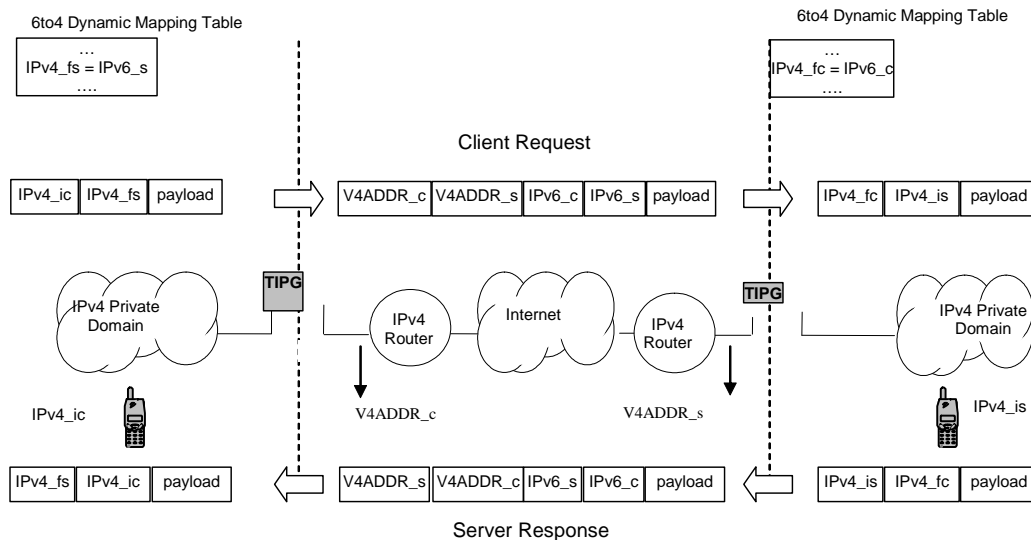 6to4 Dynamic Mapping Table
…
IPv4_fs = IPv6_s
….
6to4 Dynamic Mapping Table
…
IPv4_fc = IPv6_c
….
Client Request
IPv4_ic IPv4_fs payload
V4ADDR_c V4ADDR_s IPv6_c IPv6_s payload
IPv4_fc IPv4_is payload
IPv4 Private
Domain
TIPG
IPv4
Router
Internet
IPv4
Router
TIPG
IPv4 Private
Domain
IPv4_ic
V4ADDR_c
V4ADDR_s
IPv4_is
IPv4_fs IPv4_ic payload
V4ADDR_s V4ADDR_c IPv6_s IPv6_c payload
IPv4_is IPv4_fc payload
Server Response